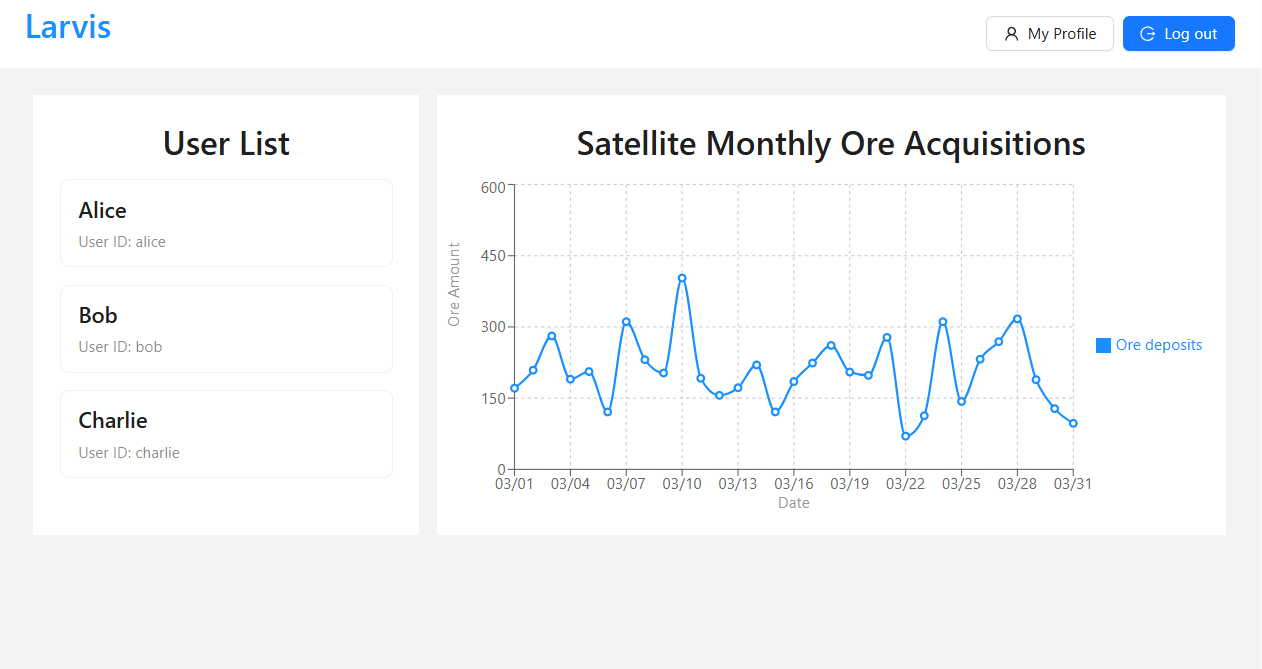 Larvis
My Profile
Log out
User List
Alice
User ID: alice
Bob
User ID: bob
Charlie
User ID: charlie
Satellite Monthly Ore Acquisitions
600
450
300
150
0
Ore Amount
03/01 03/04 03/07 03/10 03/13 03/16 03/19 03/22 03/25 03/28 03/31
Date
Ore deposits